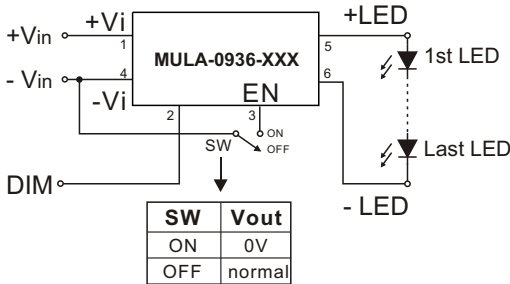 +LED
+Vi
+Vin
1
5
1st LED
MULA-0936-XXX
- Vin
4
6
-Vi
EN
2
3
ON
SW
OFF
Last LED
DIM
- LED
SW Vout
ON 0V
OFF normal